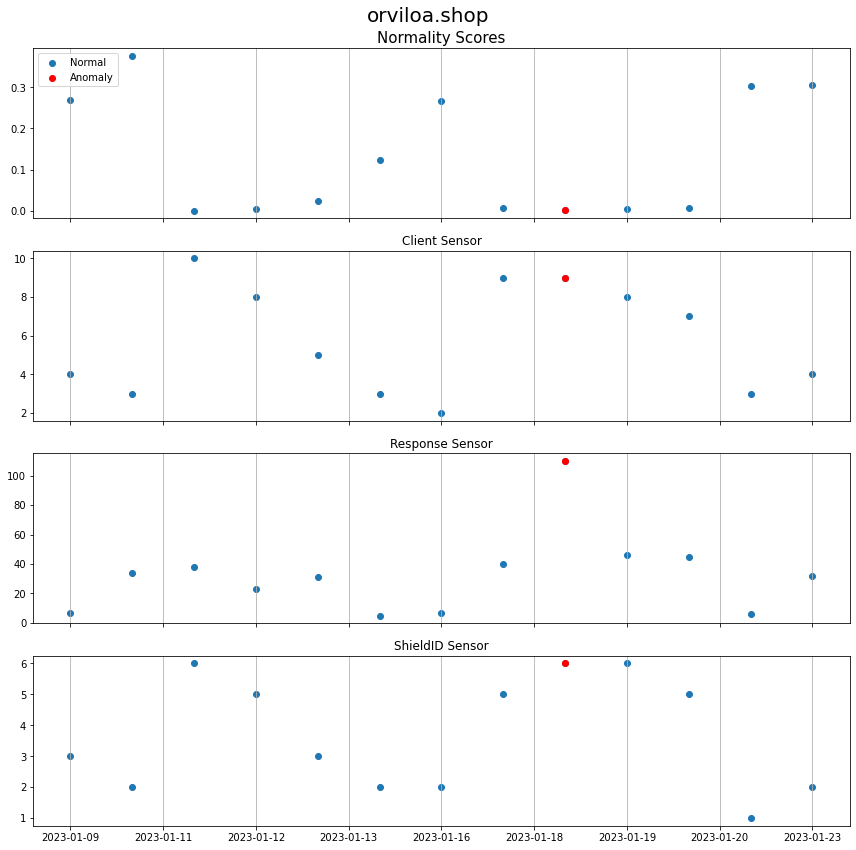 orviloa.shop
Normality Scores
Normal
Anomaly
0.3
0.2
0.1
0.0
Client Sensor
10
8
6
4
2
Response Sensor
100
80
60
40
20
0
ShieldID Sensor
6
5
4
3
2
1
2023-01-09 2023-01-11 2023-01-12 2023-01-13 2023-01-16 2023-01-18 2023-01-19 2023-01-20 2023-01-23